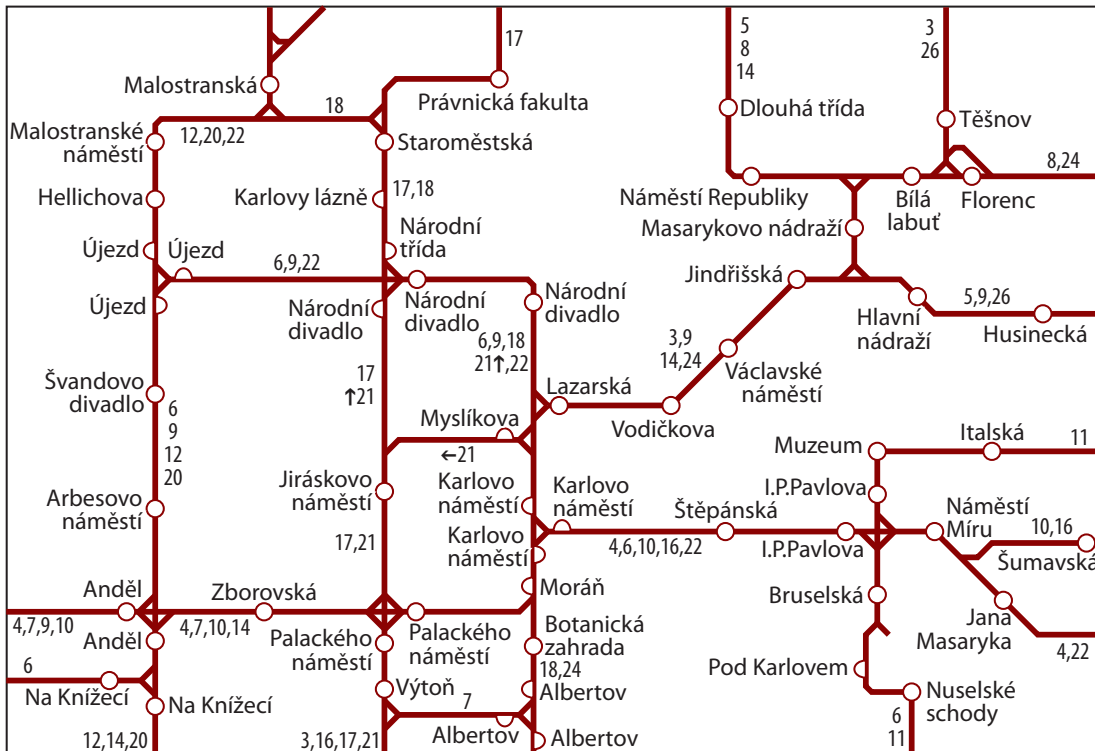 17
5
8
14
3
26
Malostranská
18
Právnická fakulta
Dlouhá třída
Těšnov
Malostranské
náměstí
12,20,22
Staroměstská
8,24
Hellichova
Karlovy lázně
17,18
Náměstí Republiky
Bílá
labuť
Florenc
Masarykovo nádraží
Újezd
Újezd
Národní
třída
6,9,22
Jindřišská
Újezd
Národní
divadlo
Národní
divadlo
Národní
divadlo
Hlavní
nádraží
5,9,26
Husinecká
6,9,18
21↑,22
3,9
14,24
Václavské
náměstí
17
↑21
Švandovo
divadlo
6
9
12
20
Lazarská
Vodičkova
Myslíkova
←21
Muzeum
Italská
11
Jiráskovo
náměstí
Karlovo
náměstí
Karlovo
náměstí
I.P.Pavlova
Arbesovo
náměstí
Štěpánská
Náměstí
Míru
10,16
Šumavská
17,21
Karlovo
náměstí
4,6,10,16,22
I.P.Pavlova
Anděl
Zborovská
Moráň
Bruselská
Jana
Masaryka
4,7,9,10
4,7,10,14
Anděl
Palackého
náměstí
Palackého
náměstí
Botanická
zahrada
4,22
6
Na Knížecí
18,24
Pod Karlovem
Na Knížecí
Výtoň
7
Albertov
Nuselské
schody
12,14,20
3,16,17,21
Albertov
Albertov
6
11